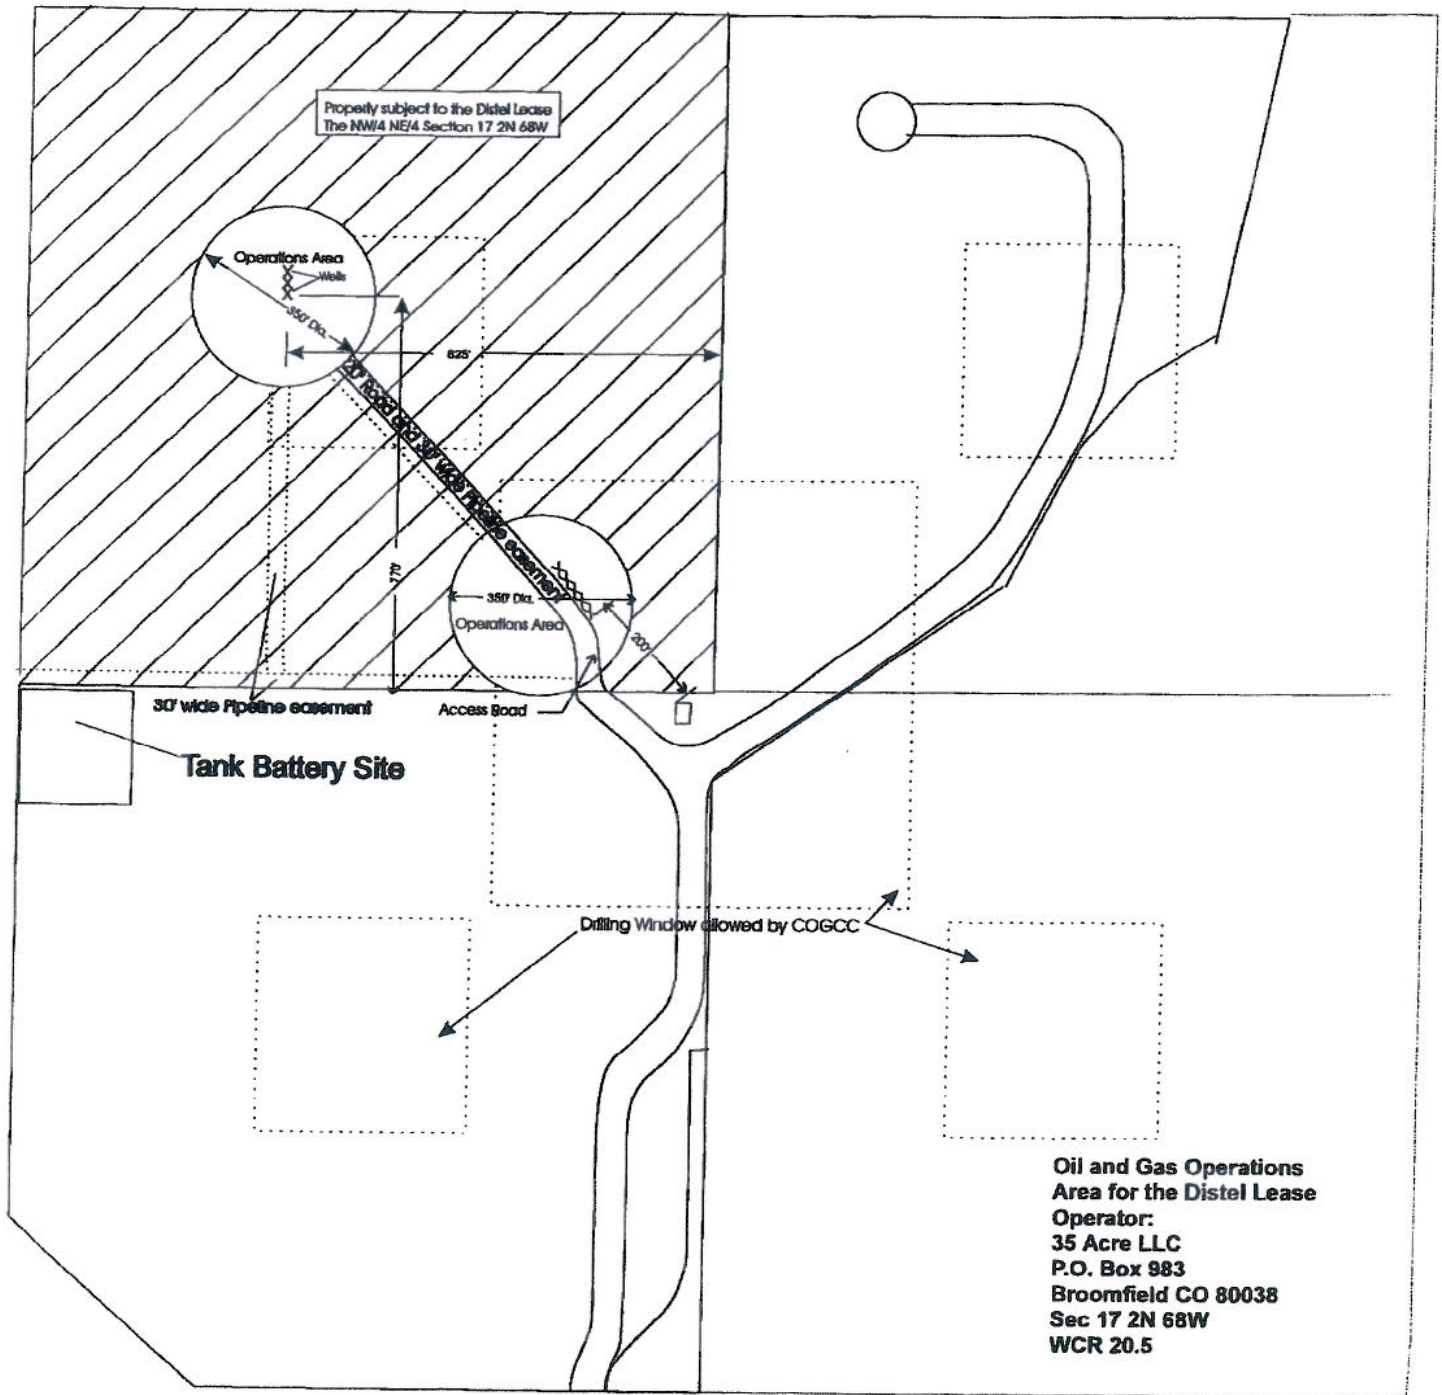 Property subject to the Distel Lease
The NW/4 NE/4 Section 17 2N 68W
Operations Area
Wells
350' Dia.
825'
20' Road and 30' Wide Pipeline easement
770'
350' Dia.
Operations Area
200'
30' wide Pipeline easement
Access Road
Tank Battery Site
Drilling Window allowed by COGCC
Oil and Gas Operations
Area for the Distel Lease
Operator:
35 Acre LLC
P.O. Box 983
Broomfield CO 80038
Sec 17 2N 68W
WCR 20.5